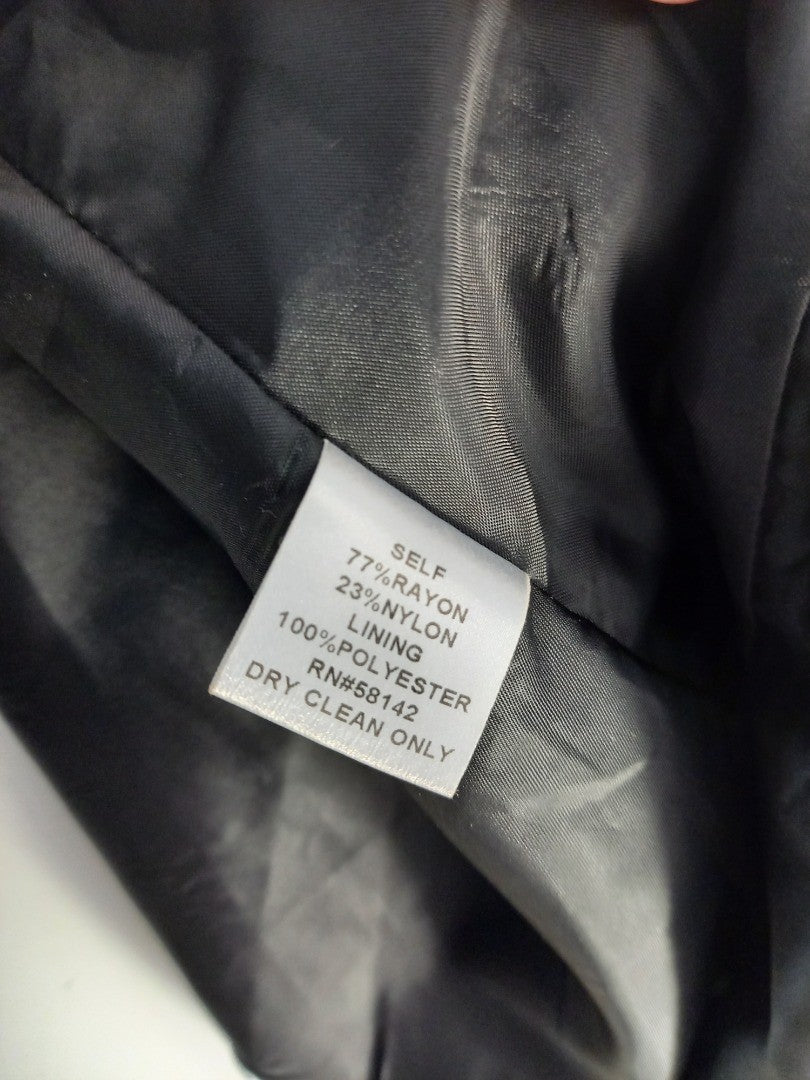 SELF
77%RAYON
23%NYLON
LINING
100%POLYESTER
RN#58142
DRY CLEAN ONLY